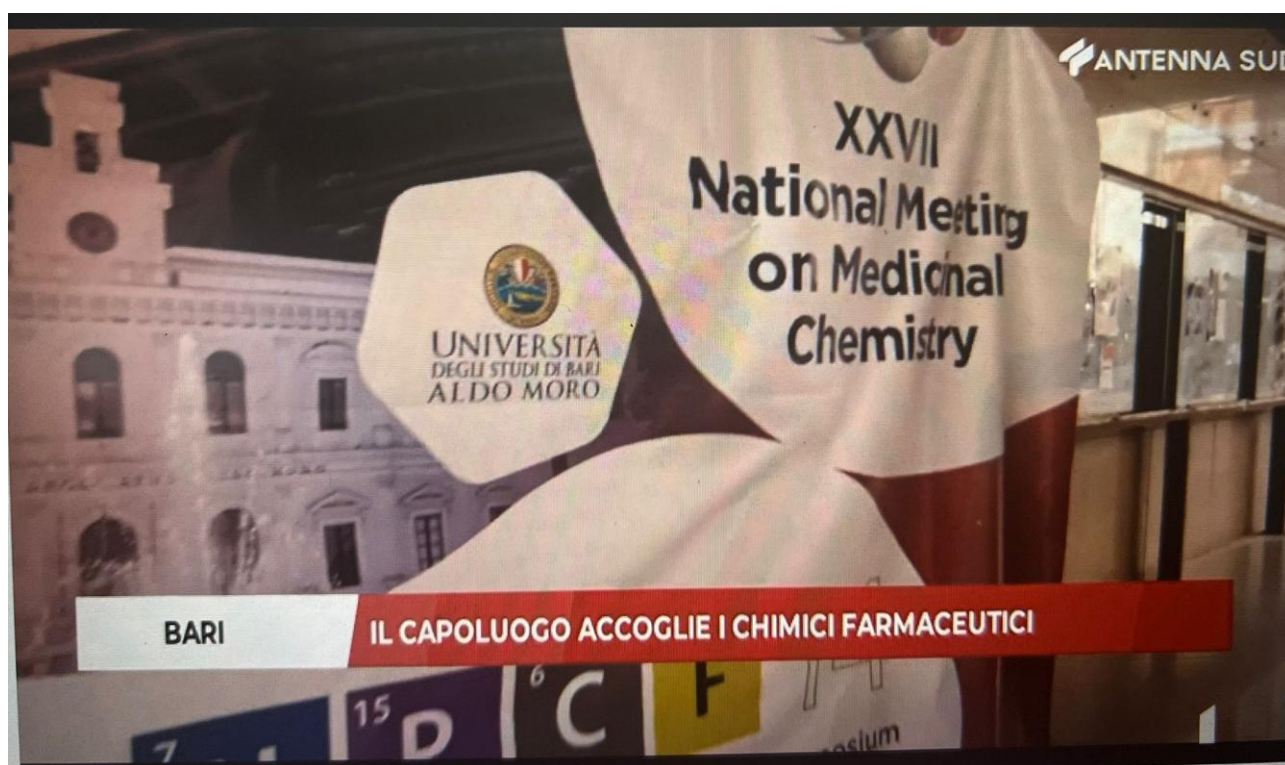 ANTENNA SUD
XXVII
National Meeting
on Medicinal
Chemistry
UNIVERSITÀ
DEGLI STUDI DI BARI
ALDO MORO
BARI
IL CAPOLUOGO ACCOGLIE I CHIMICI FARMACEUTICI
7
15
6
C
F